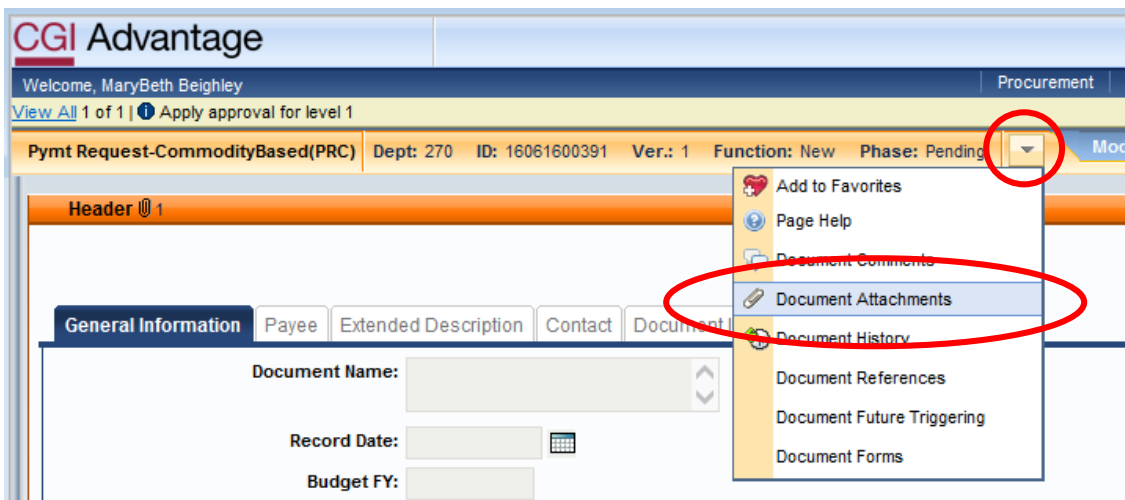 CGI Advantage
Welcome, MaryBeth Beighley
Procurement
View All 1 of 1 | Apply approval for level 1
Pymt Request-CommodityBased(PRC) Dept: 270 ID: 16061600391 Ver.: 1 Function: New Phase: Pending
Header 1
Add to Favorites
Page Help
Document Comments
Document Attachments
Document History
Document References
Document Future Triggering
Document Forms
General Information Payee Extended Description Contact Document
Document Name:
Record Date:
Budget FY: